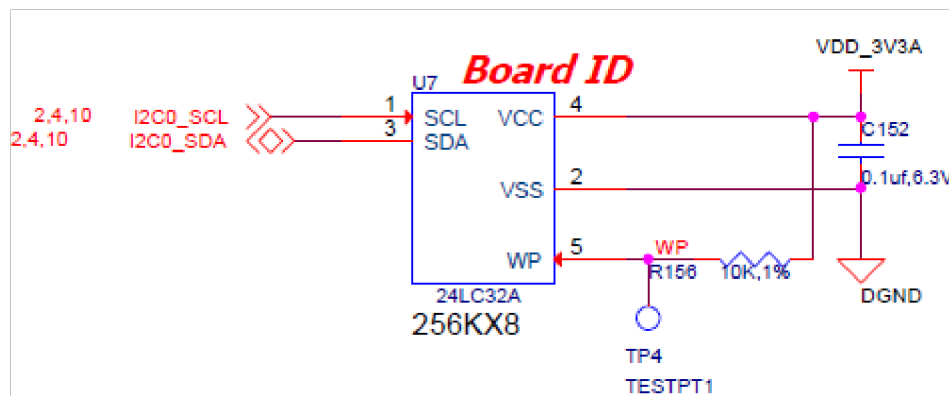 VDD_3V3A
Board ID
U7
2,4,10 I2C0_SCL 1 SCL VCC 4
2,4,10 I2C0_SDA 3 SDA
C152
0.1uf,6.3V
VSS 2
WP 5 WP
R156 10K,1%
24LC32A
DGND
256KX8
TP4
TESTPT1